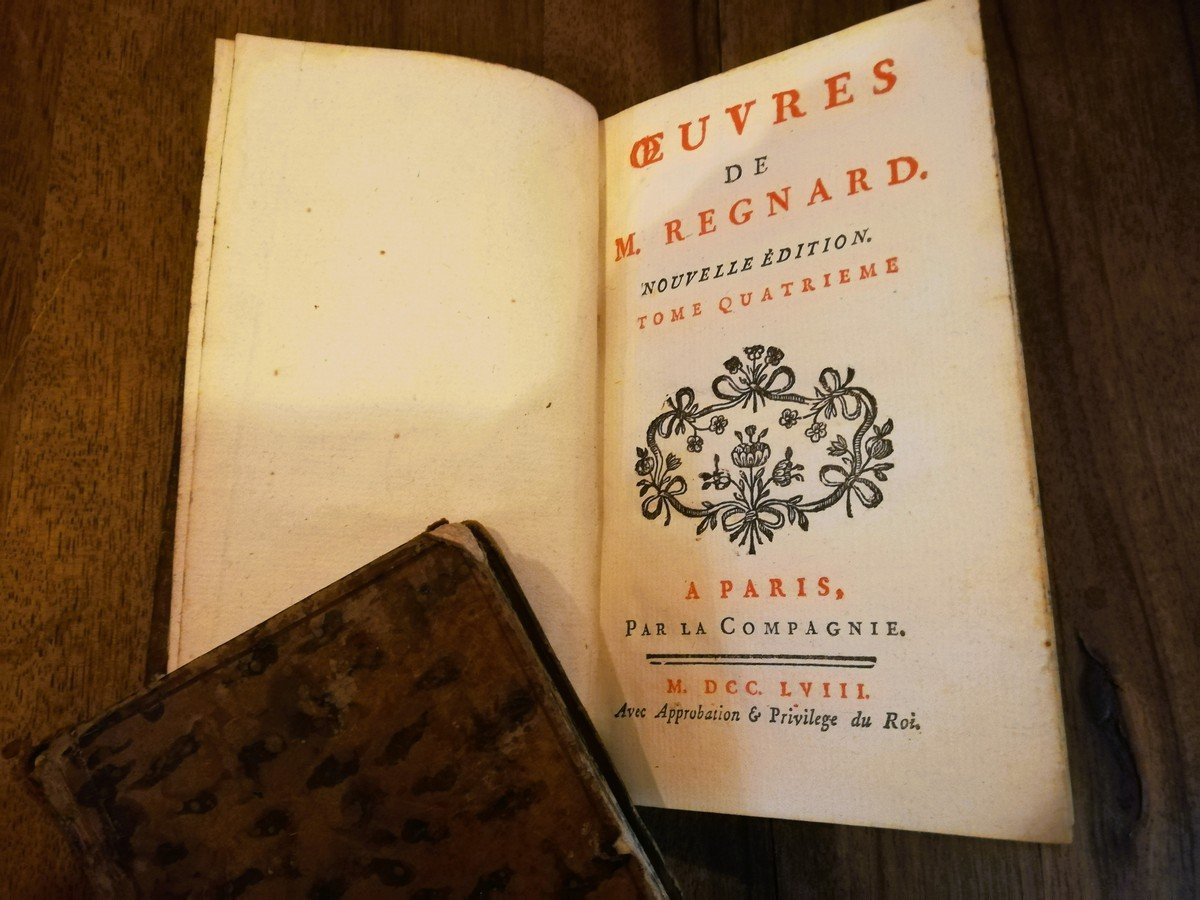 ŒUVRES
DE
M. REGNARD.
NOUVELLE ÉDITION.
TOME QUATRIEME
A PARIS,
PAR LA COMPAGNIE.
M. DCC. LVIII.
Avec Approbation & Privilege du Roi.